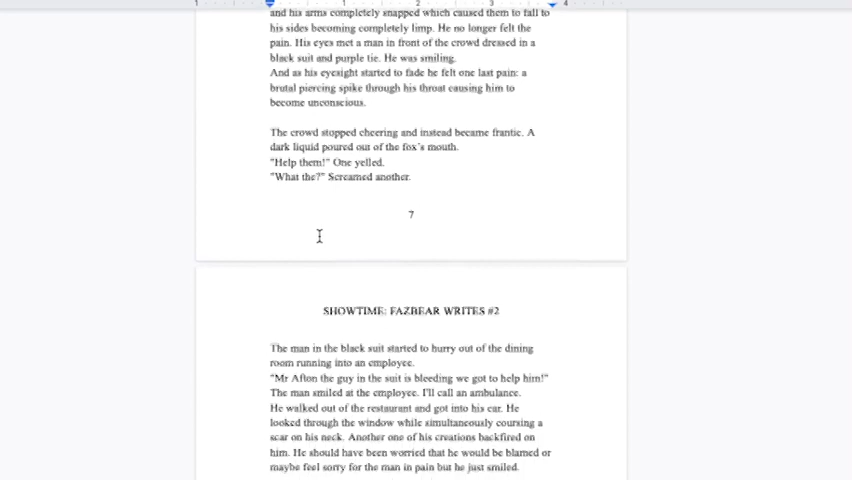 1 1 2 3 4
and his arms completely snapped which caused them to fall to
his sides becoming completely limp. He no longer felt the
pain. His eyes met a man in front of the crowd dressed in a
black suit and purple tie. He was smiling.
And as his eyesight started to fade he felt one last pain: a
brutal piercing spike through his throat causing him to
become unconscious.
The crowd stopped cheering and instead became frantic. A
dark liquid poured out of the fox's mouth.
"Help them!" One yelled.
"What the?" Screamed another.
7
SHOWTIME: FAZBEAR WRITES #2
The man in the black suit started to hurry out of the dining
room running into an employee.
"Mr Afton the guy in the suit is bleeding we got to help him!"
The man smiled at the employee. I'll call an ambulance.
He walked out of the restaurant and got into his car. He
looked through the window while simultaneously coursing a
scar on his neck. Another one of his creations backfired on
him. He should have been worried that he would be blamed or
maybe feel sorry for the man in pain but he just smiled.